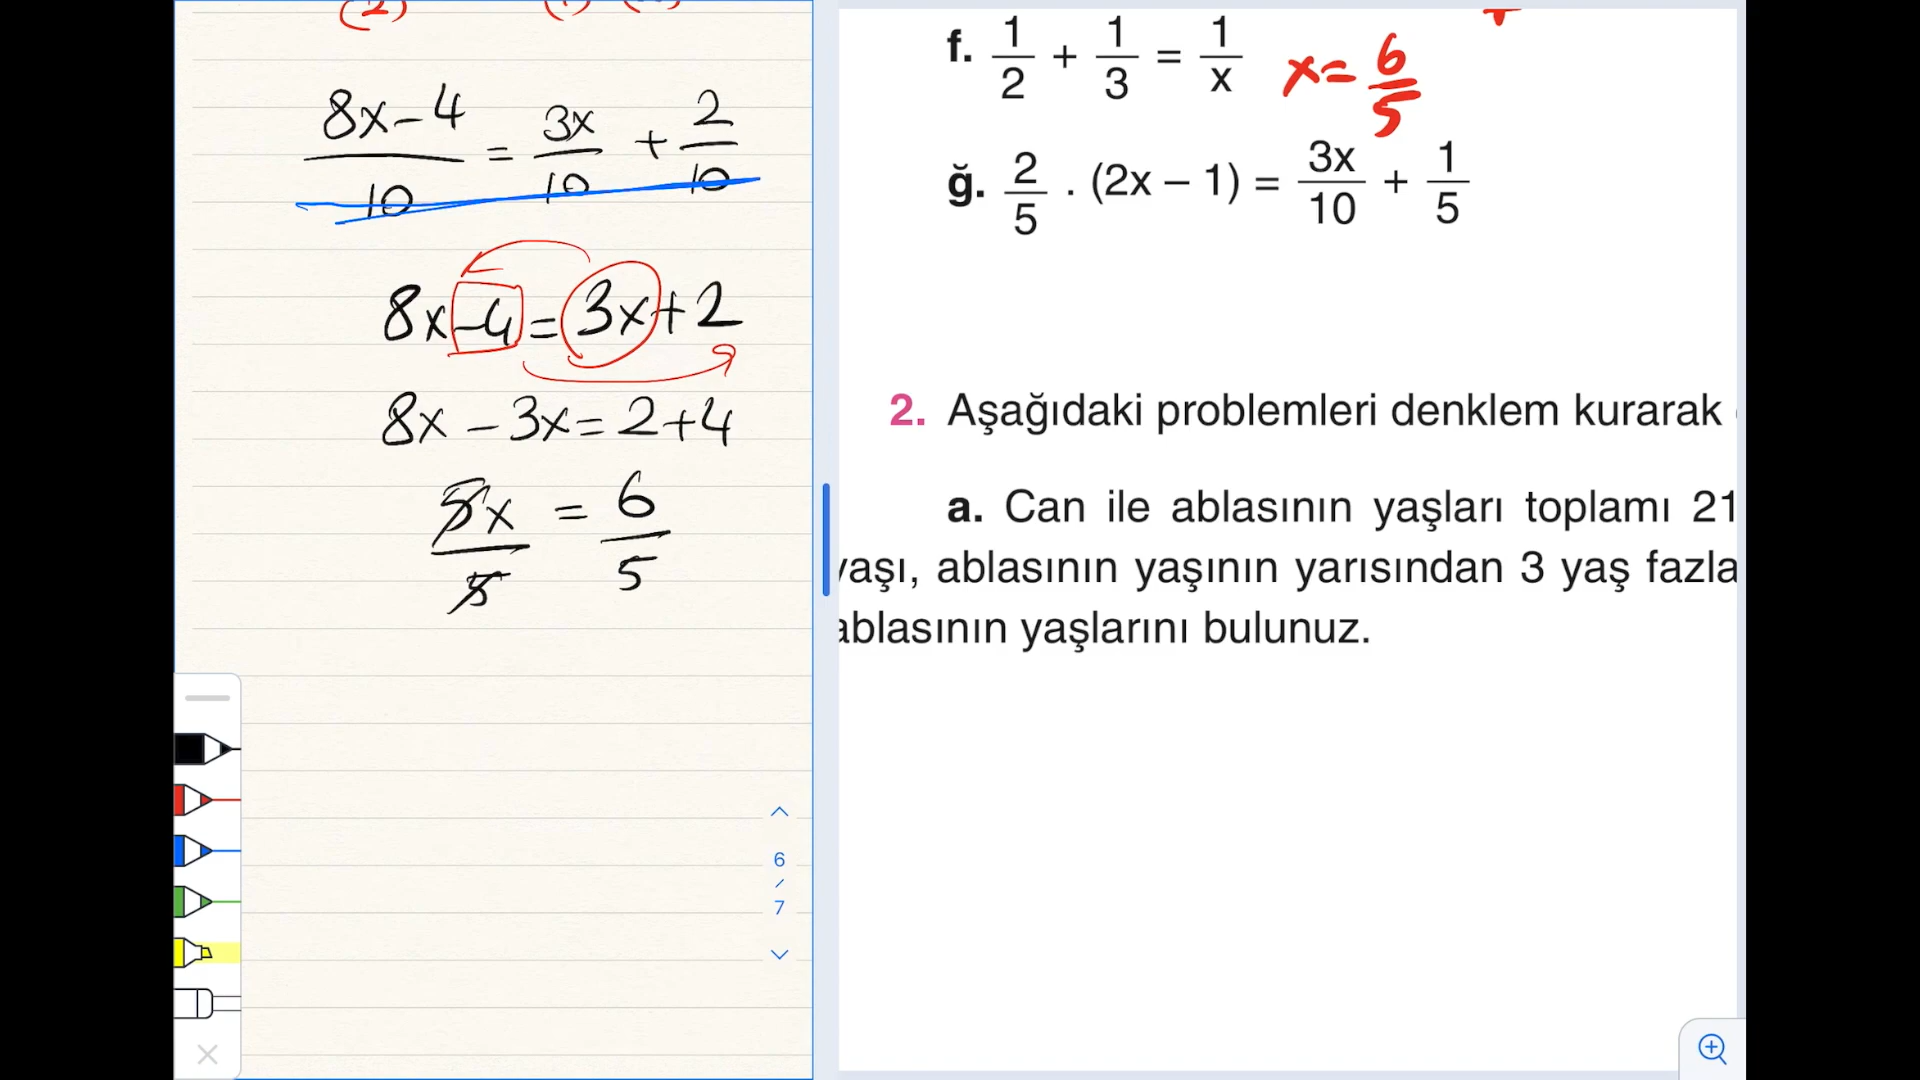 (2)
8x-4/10 = 3x/10 + 2/10
8x-4=3x+2
8x-3x=2+4
5x/5 = 6/5
6
/
7
f. 1/2 + 1/3 = 1/x x=6/5
ğ. 2/5 . (2x – 1) = 3x/10 + 1/5
2. Aşağıdaki problemleri denklem kurarak
a. Can ile ablasının yaşları toplamı 21
yaşı, ablasının yaşının yarısından 3 yaş fazla
ablasının yaşlarını bulunuz.